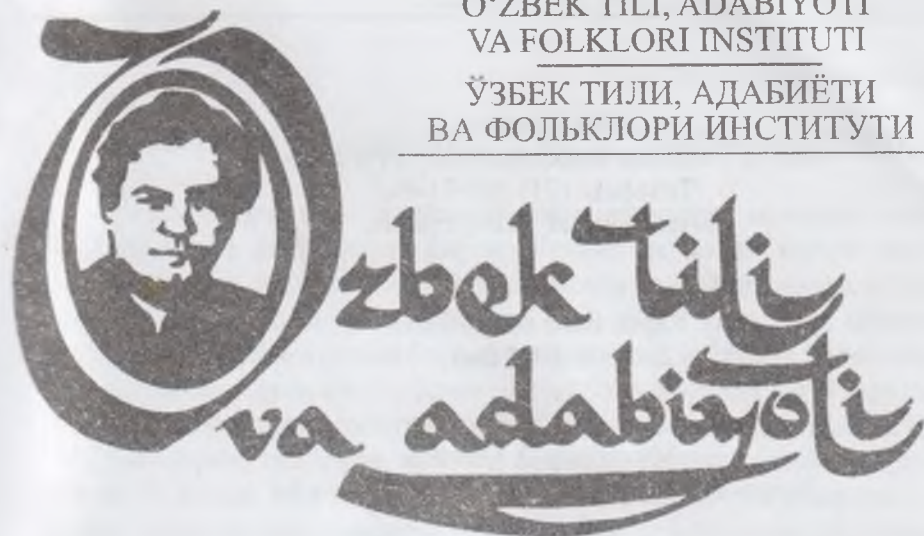 O‘ZBEK TILI, ADABIYOTI
VA FOLKLORI INSTITUTI
ЎЗБЕК ТИЛИ, АДАБИЁТИ
ВА ФОЛЬКЛОРИ ИНСТИТУТИ
O‘zbek tili
va adabiyoti